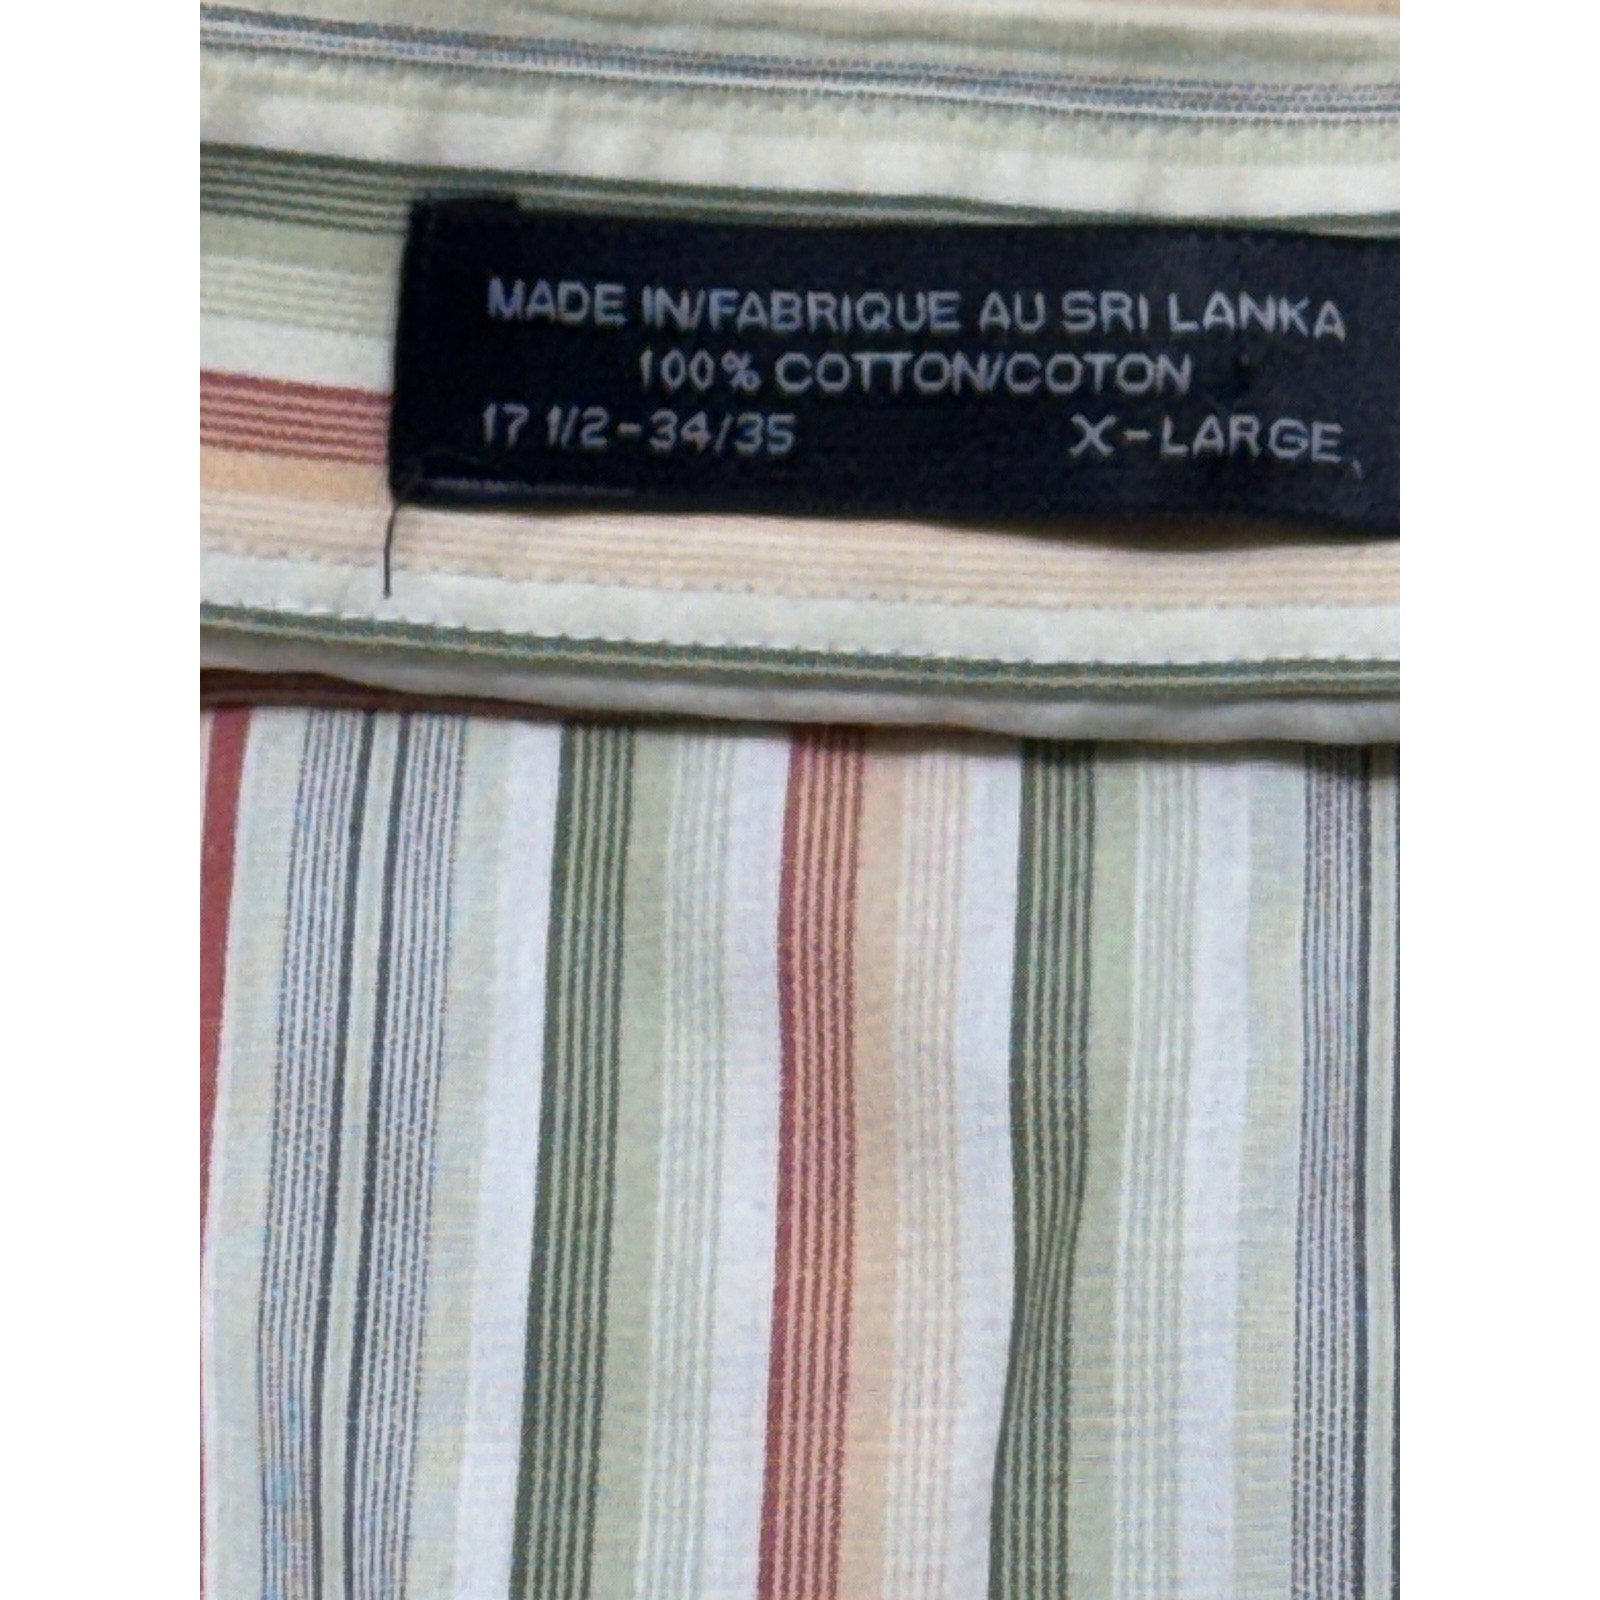 MADE IN/FABRIQUE AU SRI LANKA
100% COTTON/COTON
17 1/2-34/35 X-LARGE